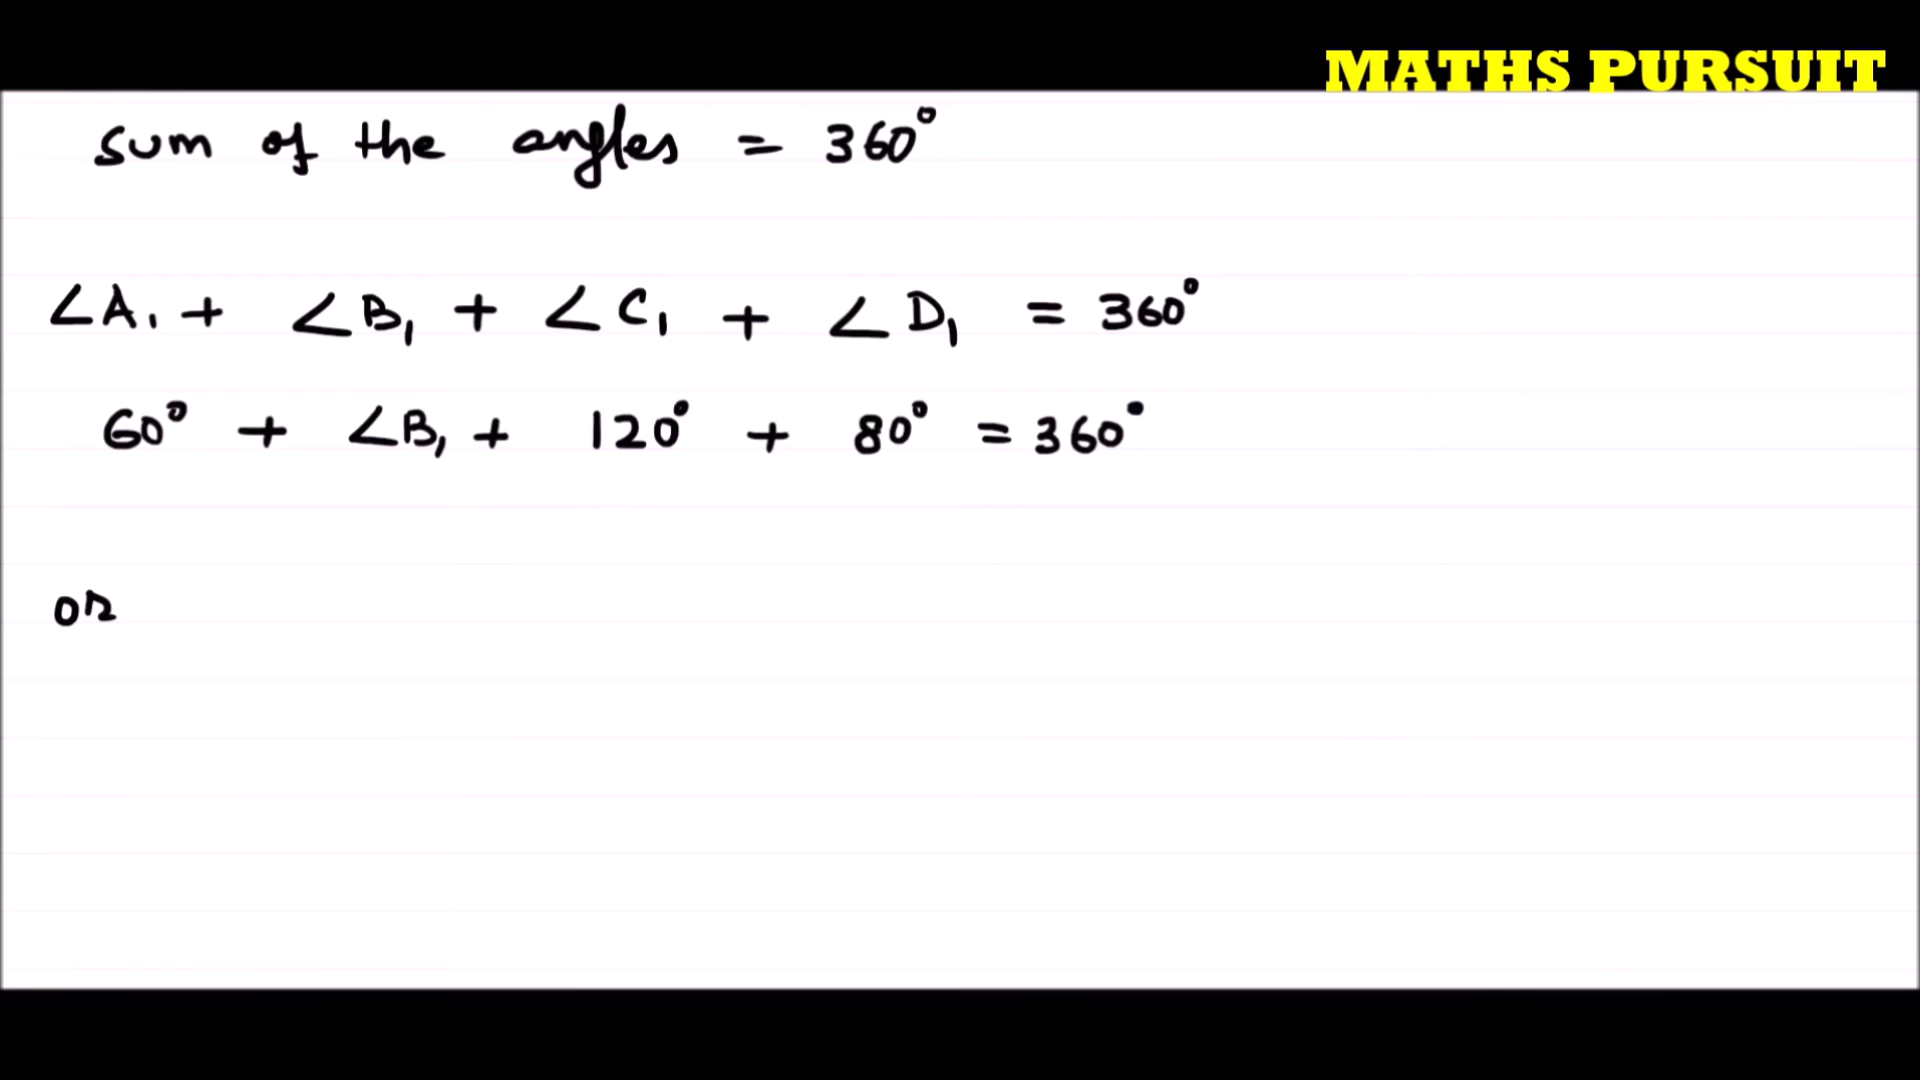 MATHS PURSUIT
sum of the angles = 360°
∠A₁ + ∠B₁ + ∠C₁ + ∠D₁ = 360°
60° + ∠B₁ + 120° + 80° = 360°
or